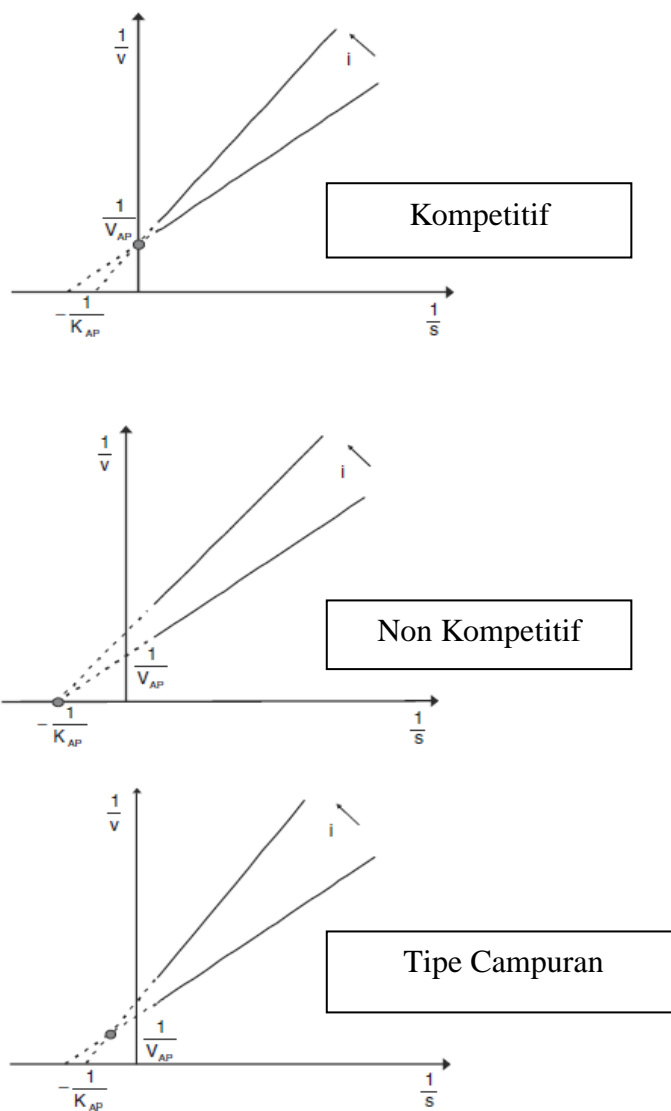 1
v
i
Kompetitif
1
V_AP
- 1
K_AP
1
s
1
v
i
Non Kompetitif
1
V_AP
- 1
K_AP
1
s
1
v
i
Tipe Campuran
1
V_AP
- 1
K_AP
1
s